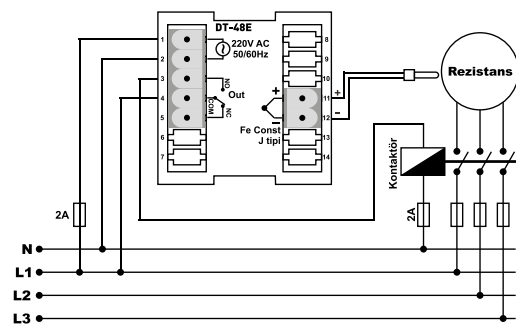 DT-48E
1
2
3
4
5
6
7
220V AC
50/60Hz
NO
Out
COM
NC
8
9
10
11
12
13
14
+
−
+
-
Fe Const
J tipi
Rezistans
Kontaktör
2A
2A
N
L1
L2
L3